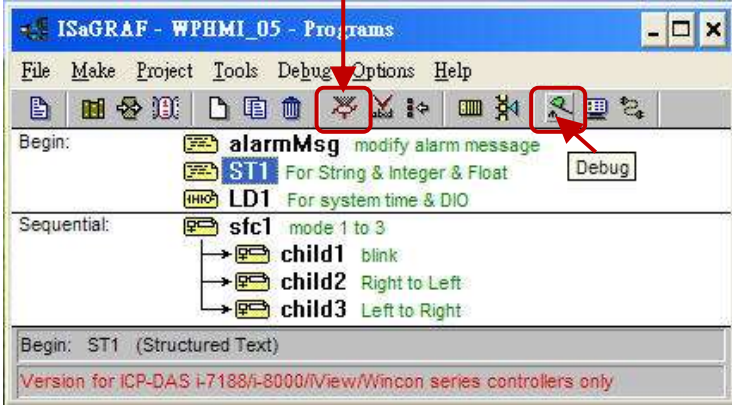 ISaGRAF - WPHMI_05 - Programs
File Make Project Tools Debug Options Help
Begin: alarmMsg modify alarm message
ST1 For String & Integer & Float
Debug
LD1 For system time & DIO
Sequential: sfc1 mode 1 to 3
child1 blink
child2 Right to Left
child3 Left to Right
Begin: ST1 (Structured Text)
Version for ICP-DAS i-7188/i-8000/iView/Wincon series controllers only